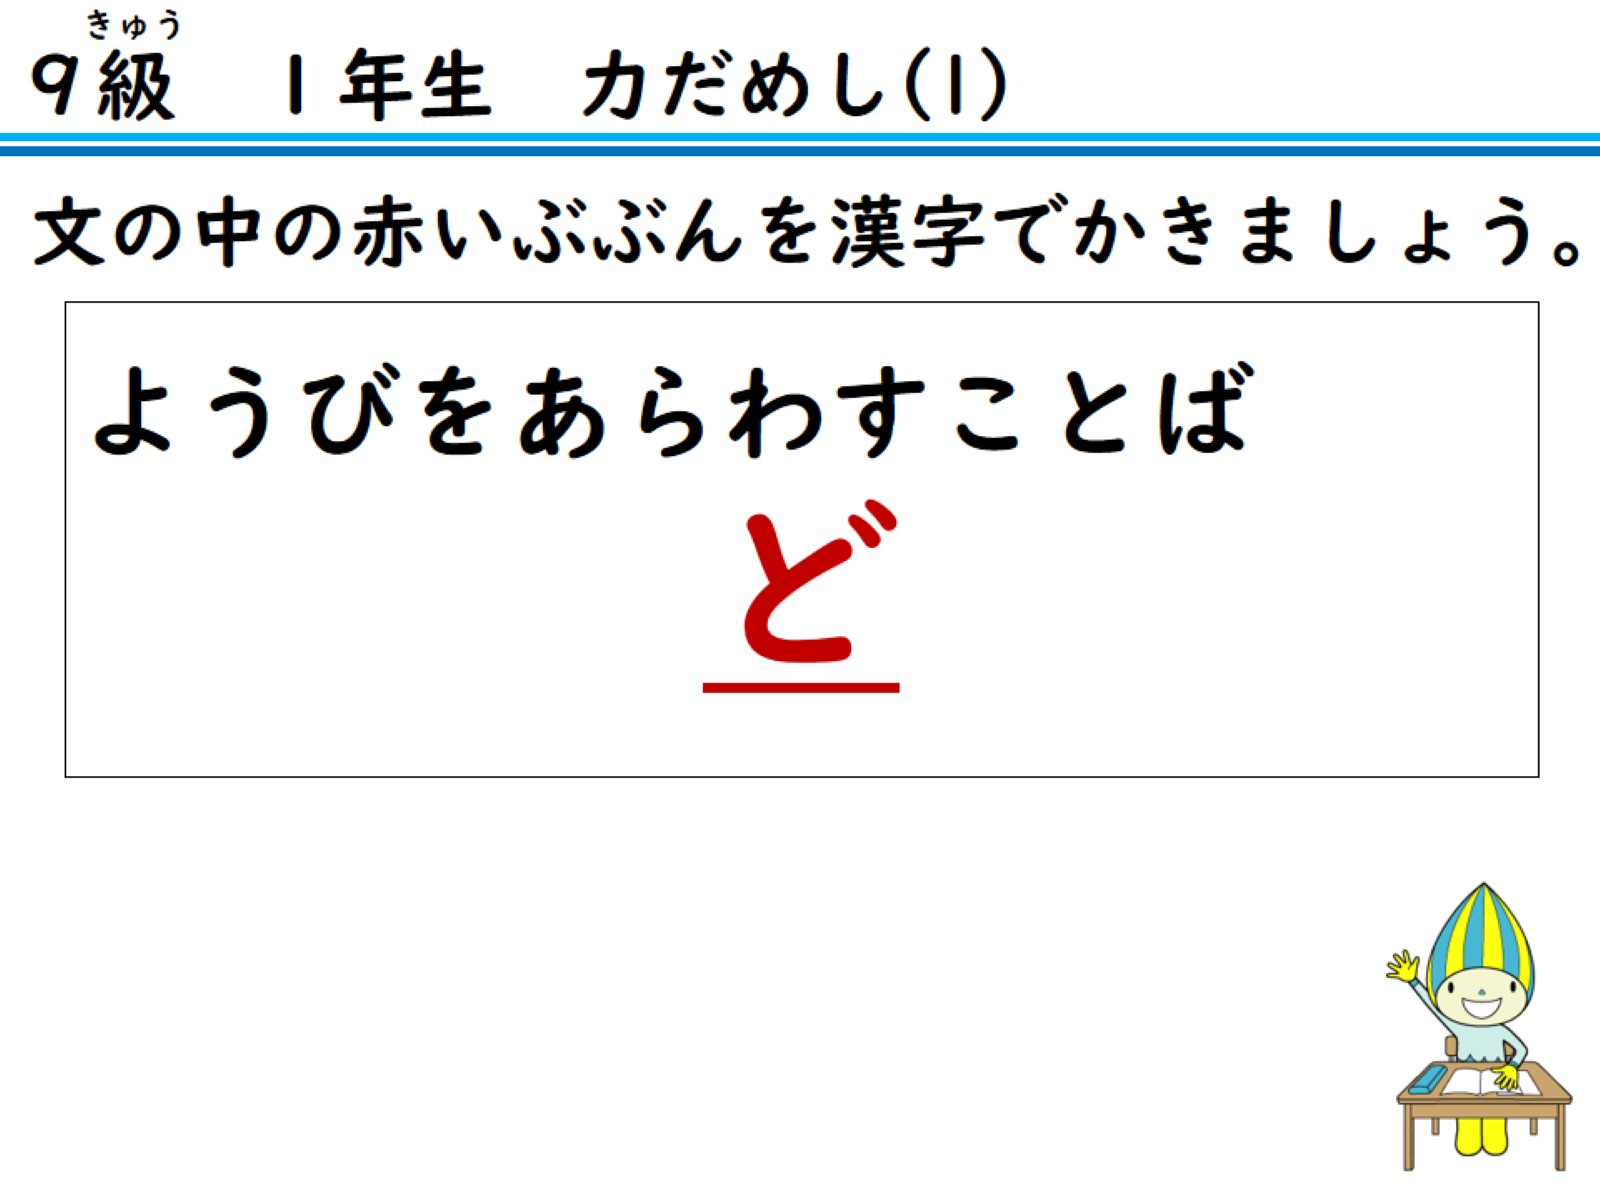 きゅう
９級　１年生　力だめし(1)
文の中の赤いぶぶんを漢字でかきましょう。
ようびをあらわすことば
ど